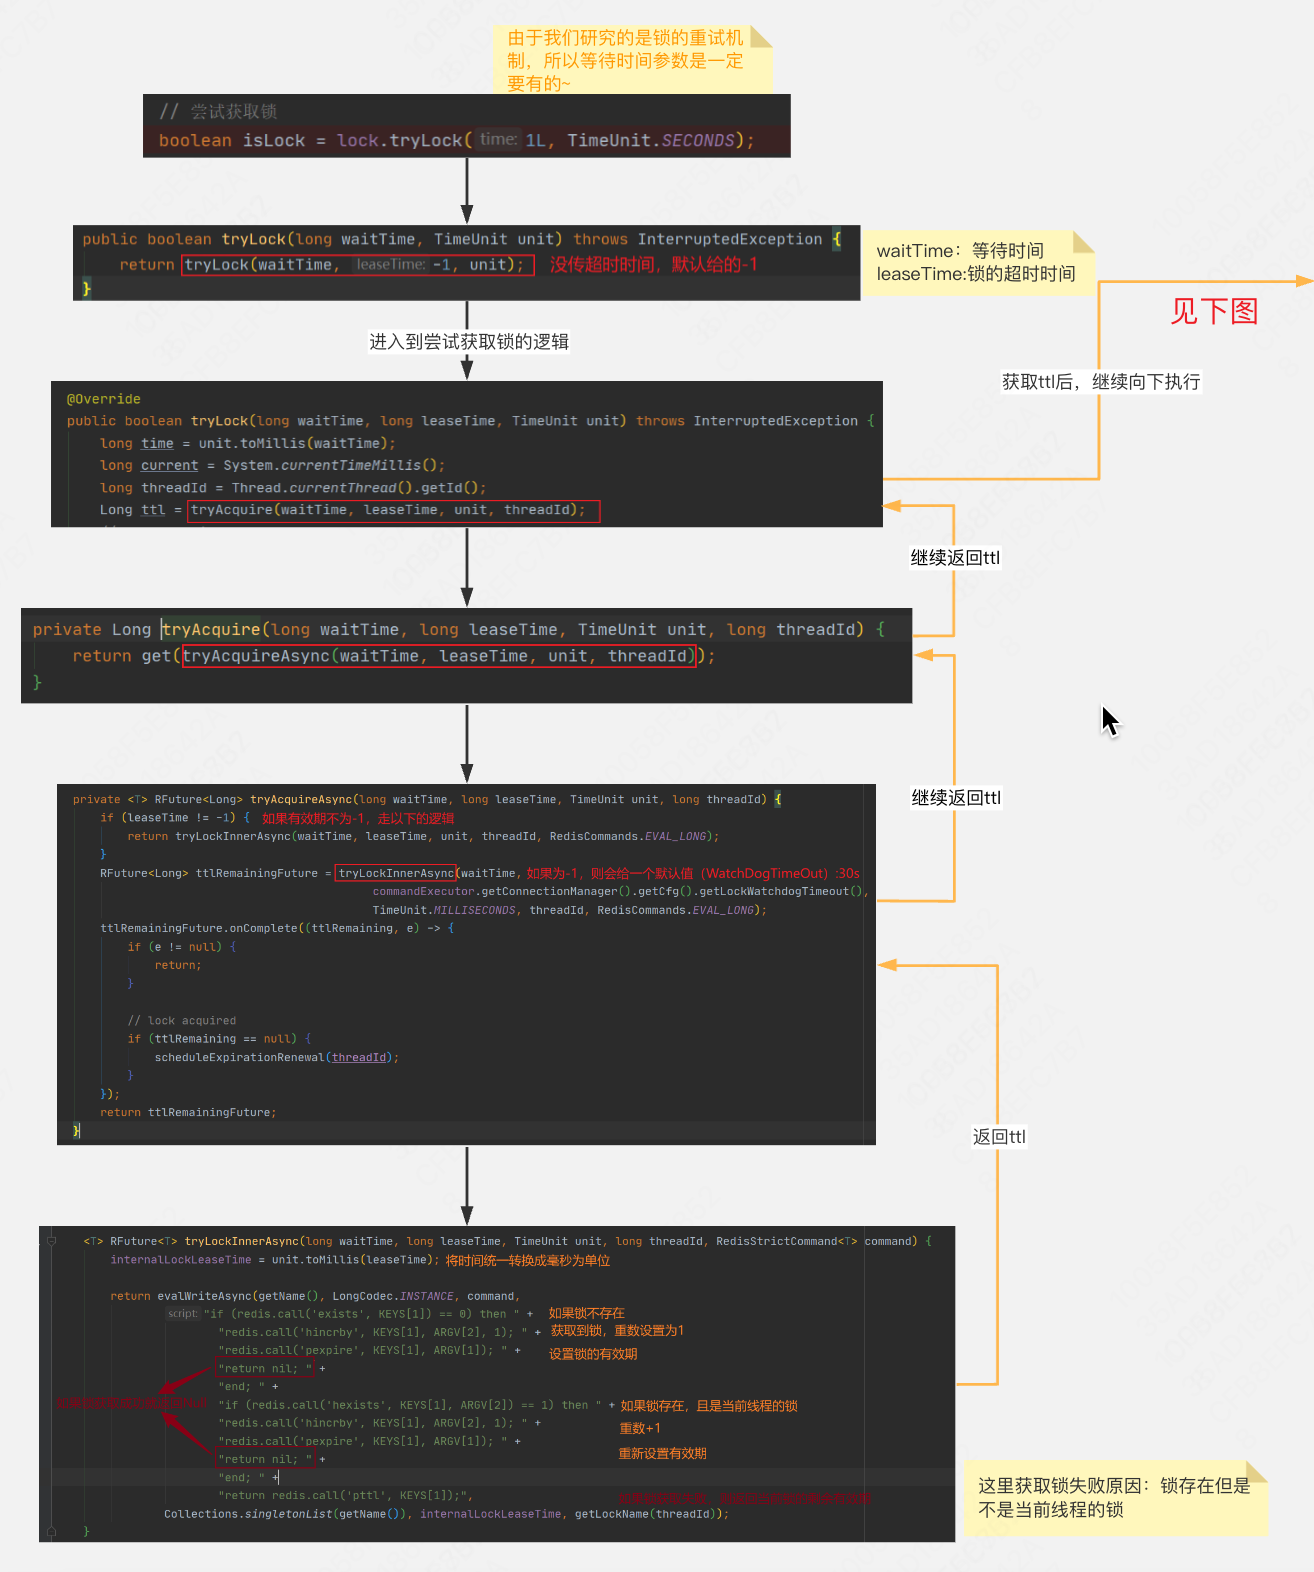 由于我们研究的是锁的重试机
制，所以等待时间参数是一定
要有的~
// 尝试获取锁
boolean isLock = lock.tryLock( time: 1L, TimeUnit.SECONDS);
public boolean tryLock(long waitTime, TimeUnit unit) throws InterruptedException {
return tryLock(waitTime, leaseTime: -1, unit); 没传超时时间，默认给的-1
}
waitTime：等待时间
leaseTime:锁的超时时间
见下图
进入到尝试获取锁的逻辑
获取ttl后，继续向下执行
@Override
public boolean tryLock(long waitTime, long leaseTime, TimeUnit unit) throws InterruptedException {
long time = unit.toMillis(waitTime);
long current = System.currentTimeMillis();
long threadId = Thread.currentThread().getId();
Long ttl = tryAcquire(waitTime, leaseTime, unit, threadId);
继续返回ttl
private Long tryAcquire(long waitTime, long leaseTime, TimeUnit unit, long threadId) {
return get(tryAcquireAsync(waitTime, leaseTime, unit, threadId));
}
继续返回ttl
private <T> RFuture<Long> tryAcquireAsync(long waitTime, long leaseTime, TimeUnit unit, long threadId) {
if (leaseTime != -1) { 如果有效期不为-1，走以下的逻辑
return tryLockInnerAsync(waitTime, leaseTime, unit, threadId, RedisCommands.EVAL_LONG);
}
RFuture<Long> ttlRemainingFuture = tryLockInnerAsync(waitTime, 如果为-1，则会给一个默认值（WatchDogTimeOut）:30s
commandExecutor.getConnectionManager().getCfg().getLockWatchdogTimeout(),
TimeUnit.MILLISECONDS, threadId, RedisCommands.EVAL_LONG);
ttlRemainingFuture.onComplete((ttlRemaining, e) -> {
if (e != null) {
return;
}
// lock acquired
if (ttlRemaining == null) {
scheduleExpirationRenewal(threadId);
}
});
return ttlRemainingFuture;
}
返回ttl
<T> RFuture<T> tryLockInnerAsync(long waitTime, long leaseTime, TimeUnit unit, long threadId, RedisStrictCommand<T> command) {
internalLockLeaseTime = unit.toMillis(leaseTime); 将时间统一转换成毫秒为单位
return evalWriteAsync(getName(), LongCodec.INSTANCE, command,
script: "if (redis.call('exists', KEYS[1]) == 0) then " + 如果锁不存在
"redis.call('hincrby', KEYS[1], ARGV[2], 1); " + 获取到锁，重数设置为1
"redis.call('pexpire', KEYS[1], ARGV[1]); " + 设置锁的有效期
"return nil; " +
"end; " +
"if (redis.call('hexists', KEYS[1], ARGV[2]) == 1) then " + 如果锁存在，且是当前线程的锁
"redis.call('hincrby', KEYS[1], ARGV[2], 1); " + 重数+1
"redis.call('pexpire', KEYS[1], ARGV[1]); " + 重新设置有效期
"return nil; " +
"end; " +
"return redis.call('pttl', KEYS[1]);",
Collections.singletonList(getName()), internalLockLeaseTime, getLockName(threadId));
}
这里获取锁失败原因：锁存在但是
不是当前线程的锁